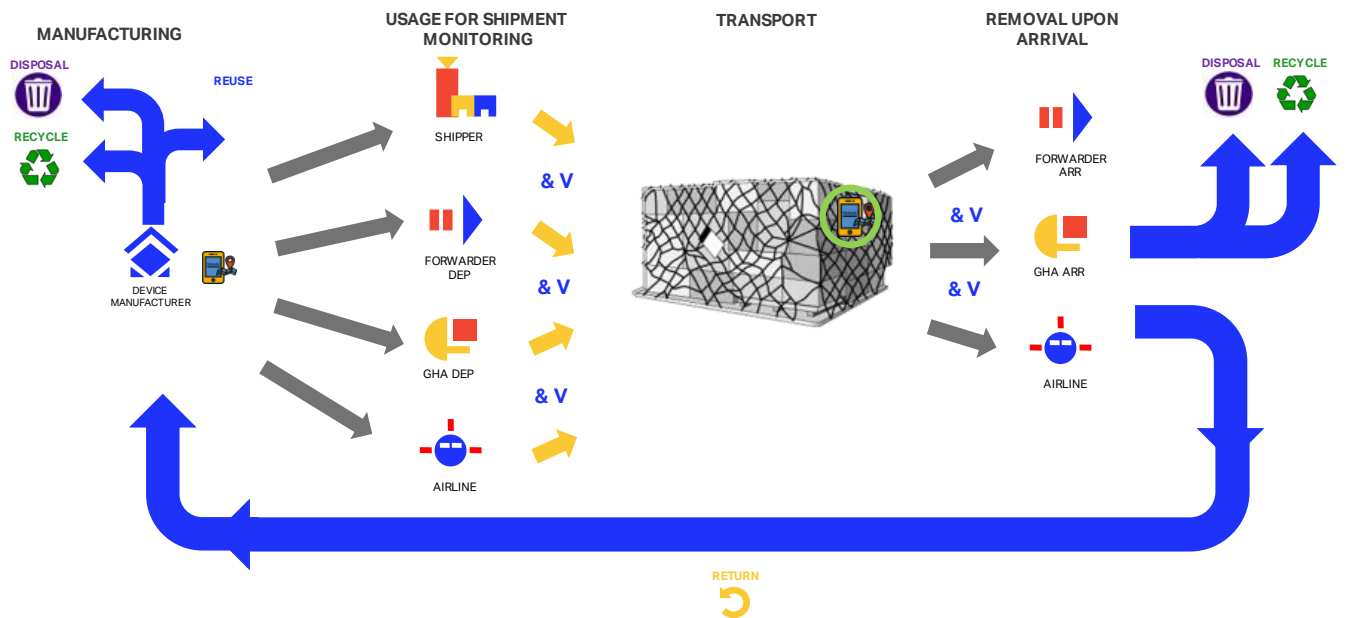 MANUFACTURING
USAGE FOR SHIPMENT
MONITORING
TRANSPORT
REMOVAL UPON
ARRIVAL
DISPOSAL
REUSE
RECYCLE
DEVICE
MANUFACTURER
SHIPPER
& V
FORWARDER
DEP
& V
GHA DEP
& V
AIRLINE
FORWARDER
ARR
& V
GHA ARR
& V
AIRLINE
DISPOSAL
RECYCLE
RETURN